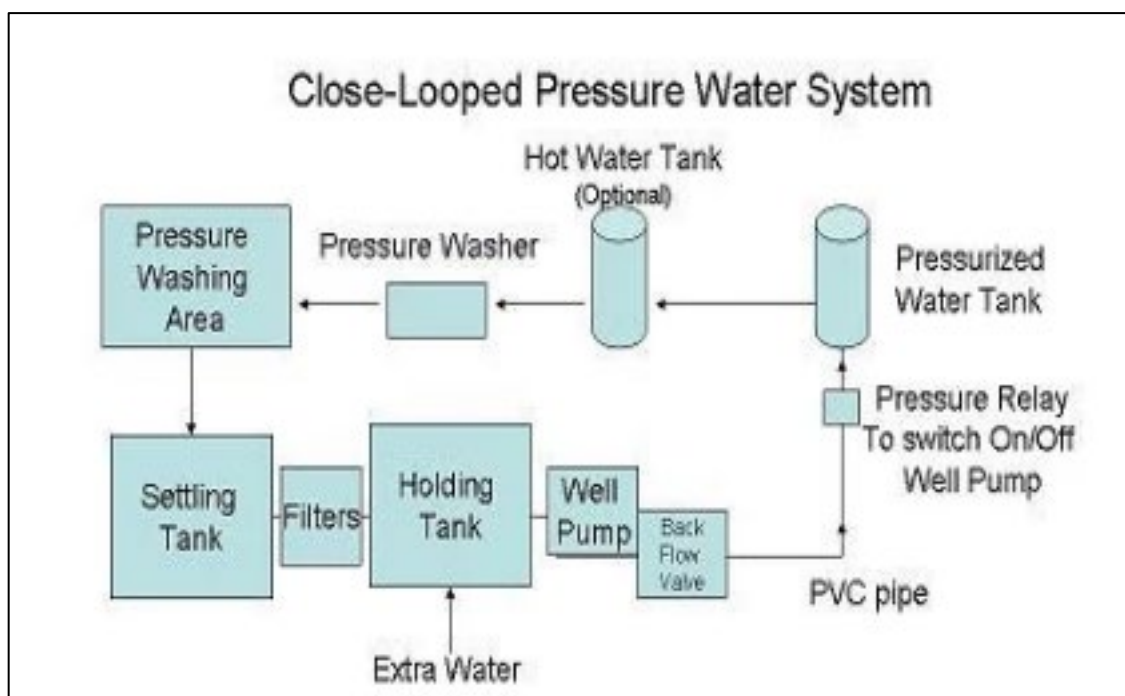 Close-Looped Pressure Water System
Hot Water Tank
(Optional)
Pressure
Washing
Area
Pressure Washer
Pressurized
Water Tank
Pressure Relay
To switch On/Off
Well Pump
Settling
Tank
Filters
Holding
Tank
Well
Pump
Back
Flow
Valve
PVC pipe
Extra Water